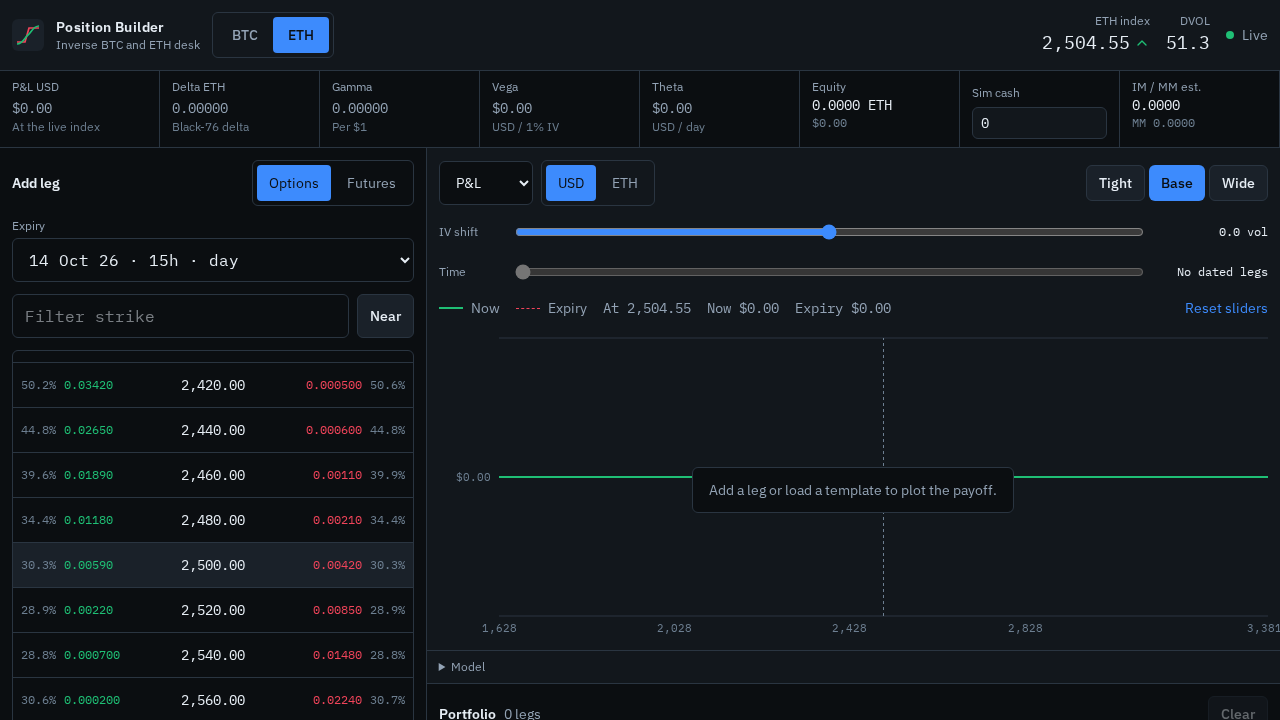 Position Builder
Inverse BTC and ETH desk
BTC ETH
ETH index
2,504.55
DVOL
51.3
Live
P&L USD
$0.00
At the live index
Delta ETH
0.00000
Black-76 delta
Gamma
0.00000
Per $1
Vega
$0.00
USD / 1% IV
Theta
$0.00
USD / day
Equity
0.0000 ETH
$0.00
Sim cash
0
IM / MM est.
0.0000
MM 0.0000
Add leg
Options Futures
Expiry
14 Oct 26 · 15h · day
Filter strike
Near
50.2% 0.03420 2,420.00 0.000500 50.6%
44.8% 0.02650 2,440.00 0.000600 44.8%
39.6% 0.01890 2,460.00 0.00110 39.9%
34.4% 0.01180 2,480.00 0.00210 34.4%
30.3% 0.00590 2,500.00 0.00420 30.3%
28.9% 0.00220 2,520.00 0.00850 28.9%
28.8% 0.000700 2,540.00 0.01480 28.8%
30.6% 0.000200 2,560.00 0.02240 30.7%
P&L
USD ETH
Tight Base Wide
IV shift 0.0 vol
Time No dated legs
Now Expiry At 2,504.55 Now $0.00 Expiry $0.00 Reset sliders
$0.00
Add a leg or load a template to plot the payoff.
1,628 2,028 2,428 2,828 3,381
Model
Portfolio 0 legs
Clear